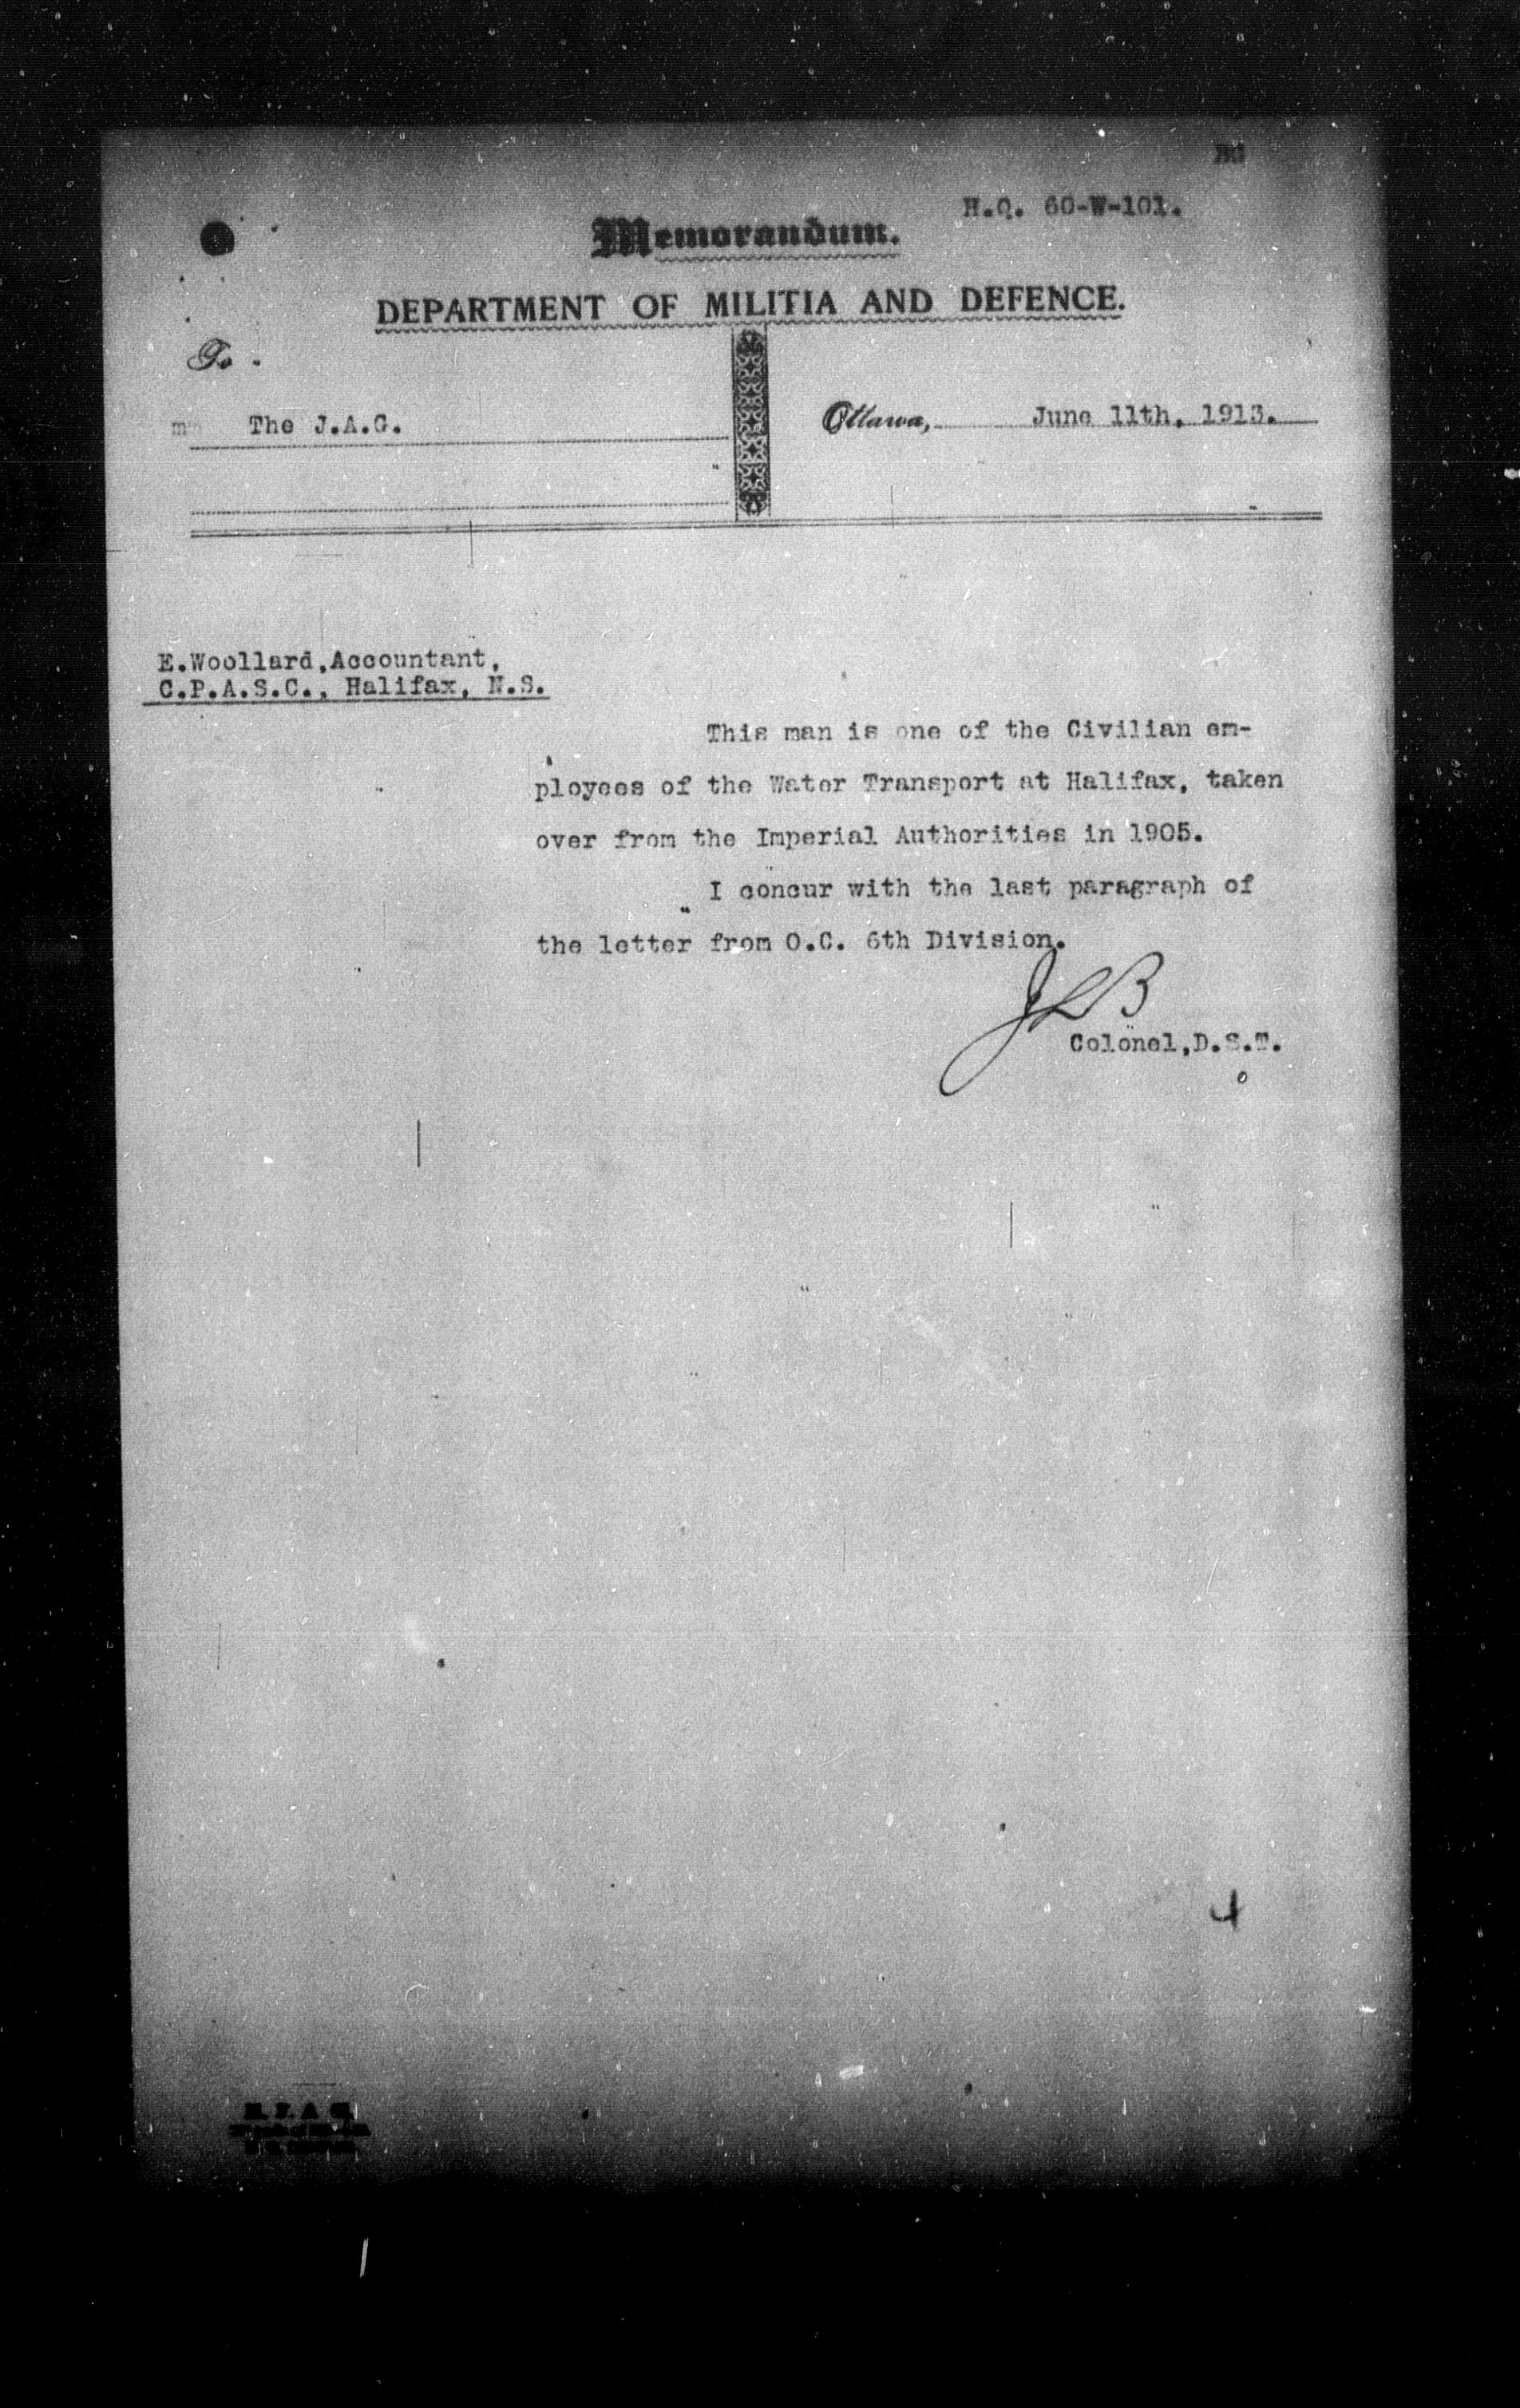 H.Q. 60-W-101.
Memorandum.
DEPARTMENT OF MILITIA AND DEFENCE.
To
The J.A.G.
Ottawa, June 11th, 1913.
E.Woollard,Accountant,
C.P.A.S.C., Halifax, N.S.
This man is one of the Civilian em-
ployees of the Water Transport at Halifax, taken
over from the Imperial Authorities in 1905.
I concur with the last paragraph of
the letter from O.C. 6th Division.
JLB
Colonel,D.S.T.
4